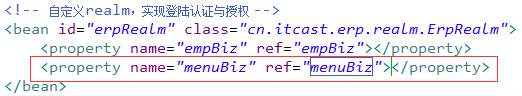 <!-- 自定义realm，实现登陆认证与授权 -->
<bean id="erpRealm" class="cn.itcast.erp.realm.ErpRealm">
<property name="empBiz" ref="empBiz"></property>
<property name="menuBiz" ref="menuBiz"></property>
</bean>